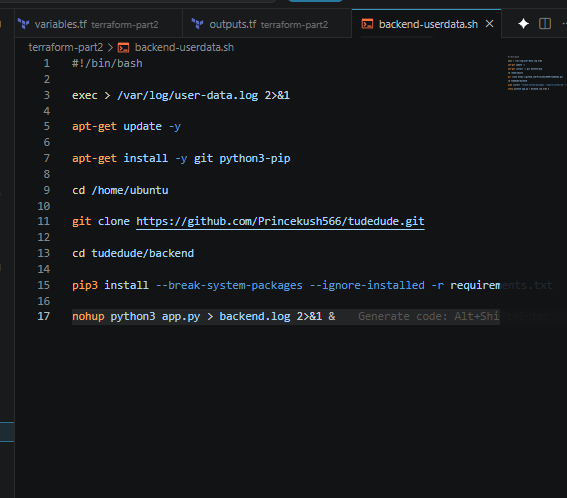 variables.tf terraform-part2 outputs.tf terraform-part2 backend-userdata.sh
terraform-part2 > backend-userdata.sh
1 #!/bin/bash
2
3 exec > /var/log/user-data.log 2>&1
4
5 apt-get update -y
6
7 apt-get install -y git python3-pip
8
9 cd /home/ubuntu
10
11 git clone https://github.com/Princekush566/tudedude.git
12
13 cd tudedude/backend
14
15 pip3 install --break-system-packages --ignore-installed -r requirements.txt
16
17 nohup python3 app.py > backend.log 2>&1 & Generate code: Alt+Shi